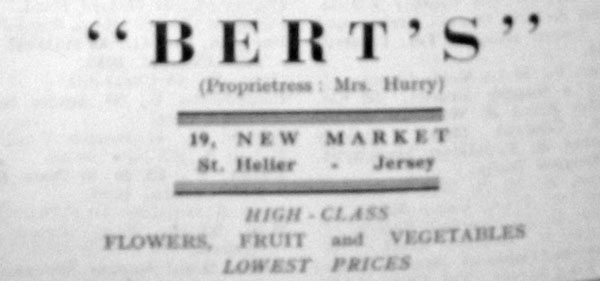 “BERT’S”
(Proprietress : Mrs. Hurry)
19, NEW MARKET
St. Helier - Jersey
HIGH-CLASS
FLOWERS, FRUIT and VEGETABLES
LOWEST PRICES